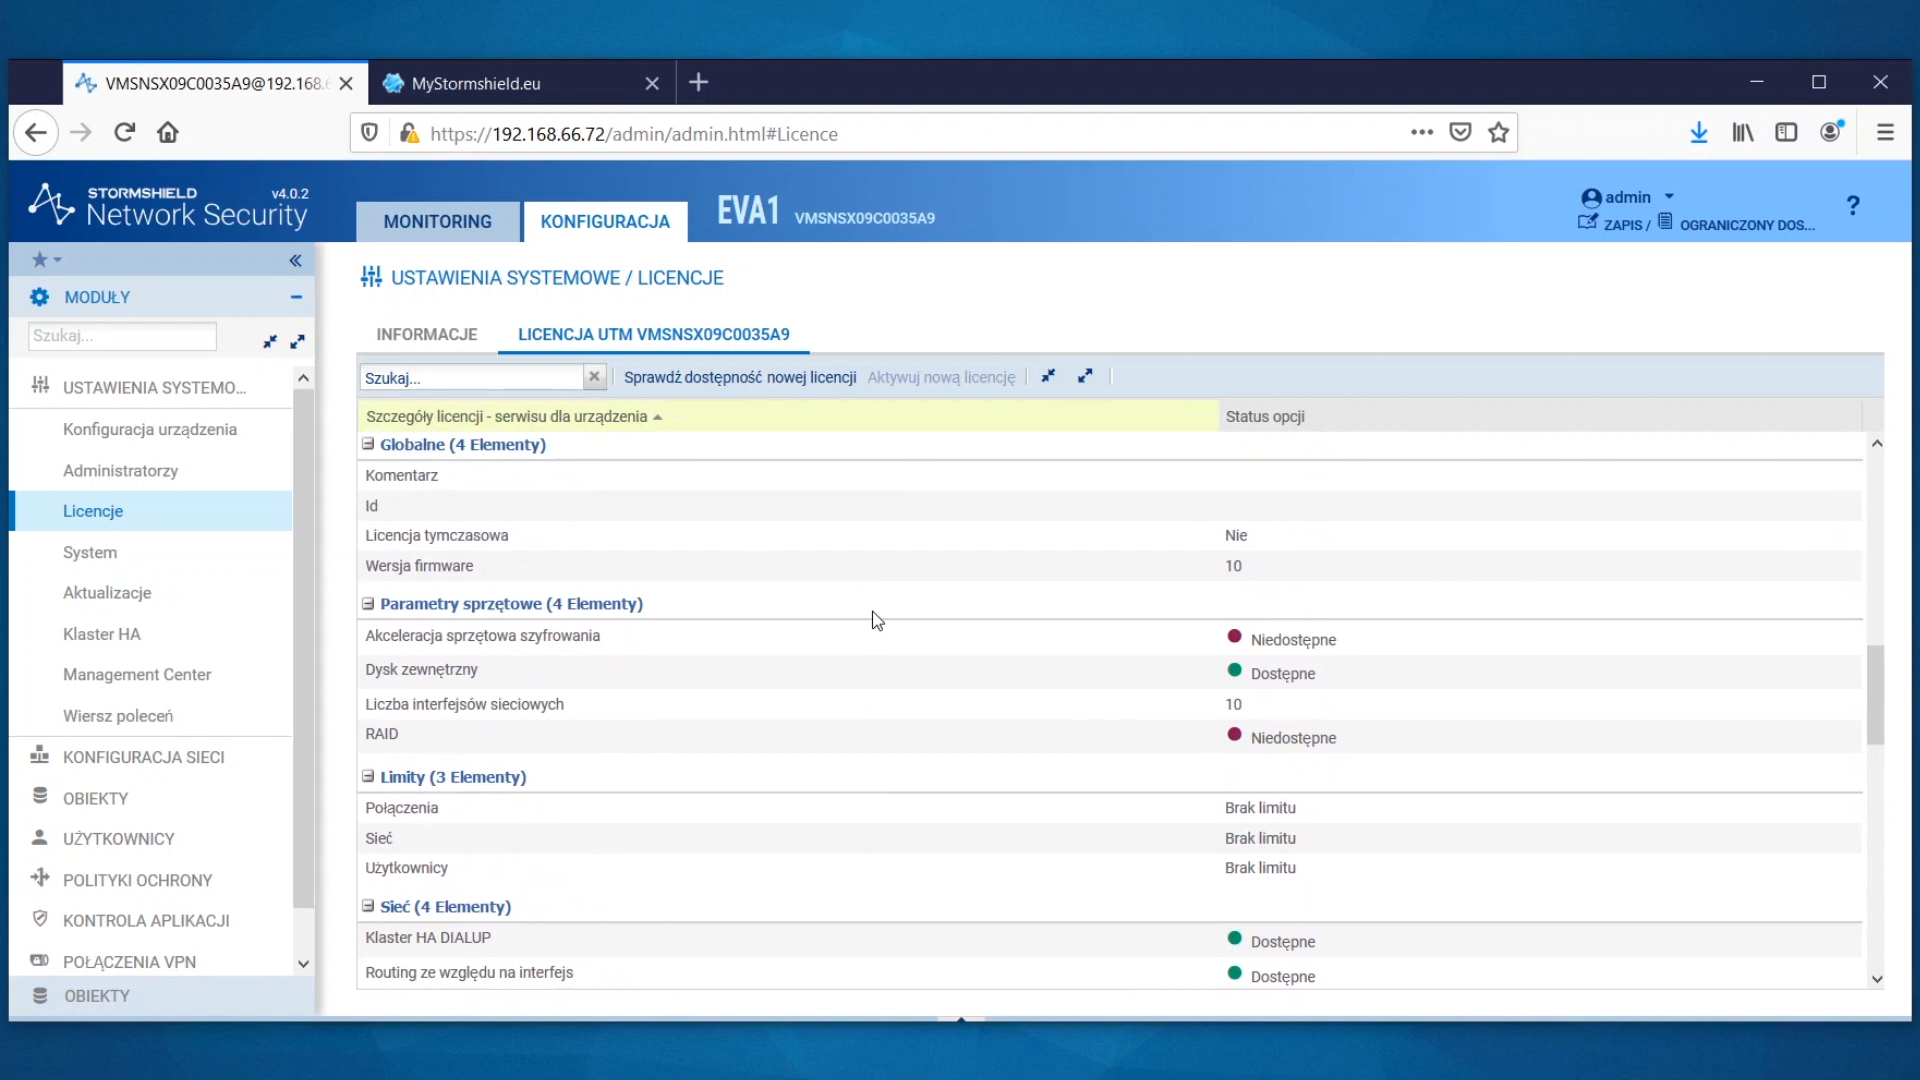 VMSNSX09C0035A9@192.168.6
MyStormshield.eu
https://192.168.66.72/admin/admin.html#Licence
STORMSHIELD v4.0.2
Network Security
MONITORING
KONFIGURACJA
EVA1 VMSNSX09C0035A9
admin
ZAPIS / OGRANICZONY DOS...
?
MODUŁY
Szukaj...
USTAWIENIA SYSTEMO...
Konfiguracja urządzenia
Administratorzy
Licencje
System
Aktualizacje
Klaster HA
Management Center
Wiersz poleceń
KONFIGURACJA SIECI
OBIEKTY
UŻYTKOWNICY
POLITYKI OCHRONY
KONTROLA APLIKACJI
POŁĄCZENIA VPN
OBIEKTY
USTAWIENIA SYSTEMOWE / LICENCJE
INFORMACJE
LICENCJA UTM VMSNSX09C0035A9
Szukaj... Sprawdź dostępność nowej licencji Aktywuj nową licencję
Szczegóły licencji - serwisu dla urządzenia Status opcji
Globalne (4 Elementy)
Komentarz
Id
Licencja tymczasowa Nie
Wersja firmware 10
Parametry sprzętowe (4 Elementy)
Akceleracja sprzętowa szyfrowania Niedostępne
Dysk zewnętrzny Dostępne
Liczba interfejsów sieciowych 10
RAID Niedostępne
Limity (3 Elementy)
Połączenia Brak limitu
Sieć Brak limitu
Użytkownicy Brak limitu
Sieć (4 Elementy)
Klaster HA DIALUP Dostępne
Routing ze względu na interfejs Dostępne